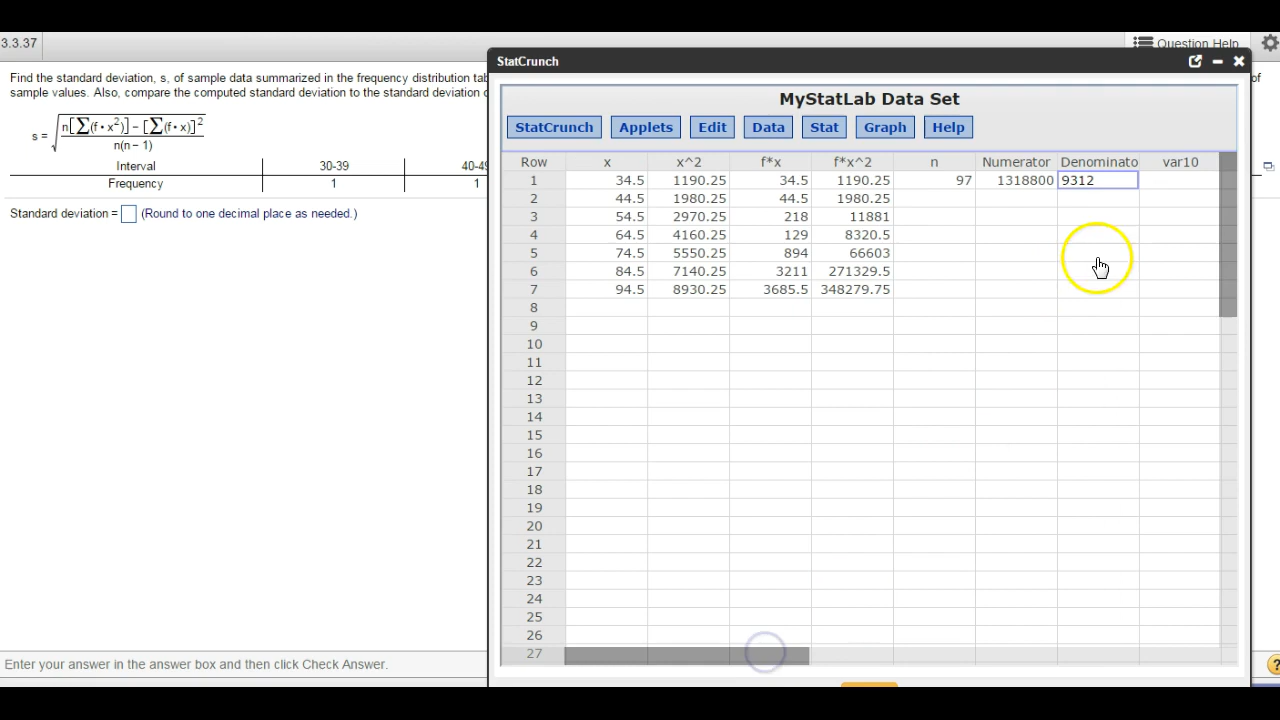 3.3.37
Question Help
Find the standard deviation, s, of sample data summarized in the frequency distribution
of
sample values. Also, compare the computed standard deviation to the standard deviation
s = √ n[∑(f•x²)] − [∑(f•x)]²
n(n − 1)
Interval 30-39
Frequency 1 1
Standard deviation = (Round to one decimal place as needed.)
StatCrunch
MyStatLab Data Set
StatCrunch Applets Edit Data Stat Graph Help
Row x x^2 f*x f*x^2 n Numerator Denominato var10
1 34.5 1190.25 34.5 1190.25 97 1318800 9312
2 44.5 1980.25 44.5 1980.25
3 54.5 2970.25 218 11881
4 64.5 4160.25 129 8320.5
5 74.5 5550.25 894 66603
6 84.5 7140.25 3211 271329.5
7 94.5 8930.25 3685.5 348279.75
8
9
10
11
12
13
14
15
16
17
18
19
20
21
22
23
24
25
26
27
Enter your answer in the answer box and then click Check Answer.
?